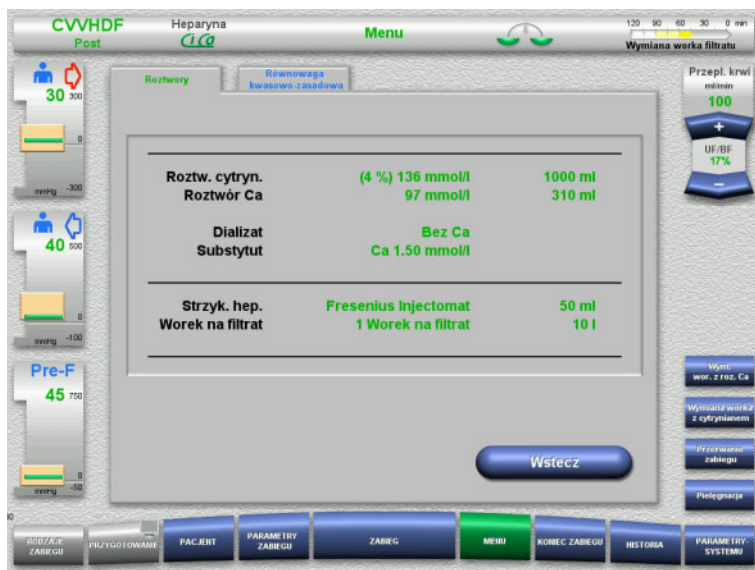 CVVHDF
Post
Heparyna
CiCa
Menu
120 90 60 30 0 min
Wymiana worka filtratu
30 300
0
mmHg -300
40 500
0
mmHg -100
Pre-F
45 750
0
mmHg -50
Roztwory
Równowaga
kwasowo-zasadowa
Roztw. cytryn. (4 %) 136 mmol/l 1000 ml
Roztwór Ca 97 mmol/l 310 ml
Dializat Bez Ca
Substytut Ca 1.50 mmol/l
Strzyk. hep. Fresenius Injectomat 50 ml
Worek na filtrat 1 Worek na filtrat 10 l
Wstecz
Przepl. krwi
ml/min
100
+
UF/BF
17%
−
Wymi.
wor. z roz. Ca
Wymiana worka
z cytrynianem
Przerwanie
zabiegu
Pielęgnacja
RODZAJE
ZABIEGU
PRZYGOTOWANIE
PACJENT
PARAMETRY
ZABIEGU
ZABIEG
MENU
KONIEC ZABIEGU
HISTORIA
PARAMETRY-
SYSTEMU